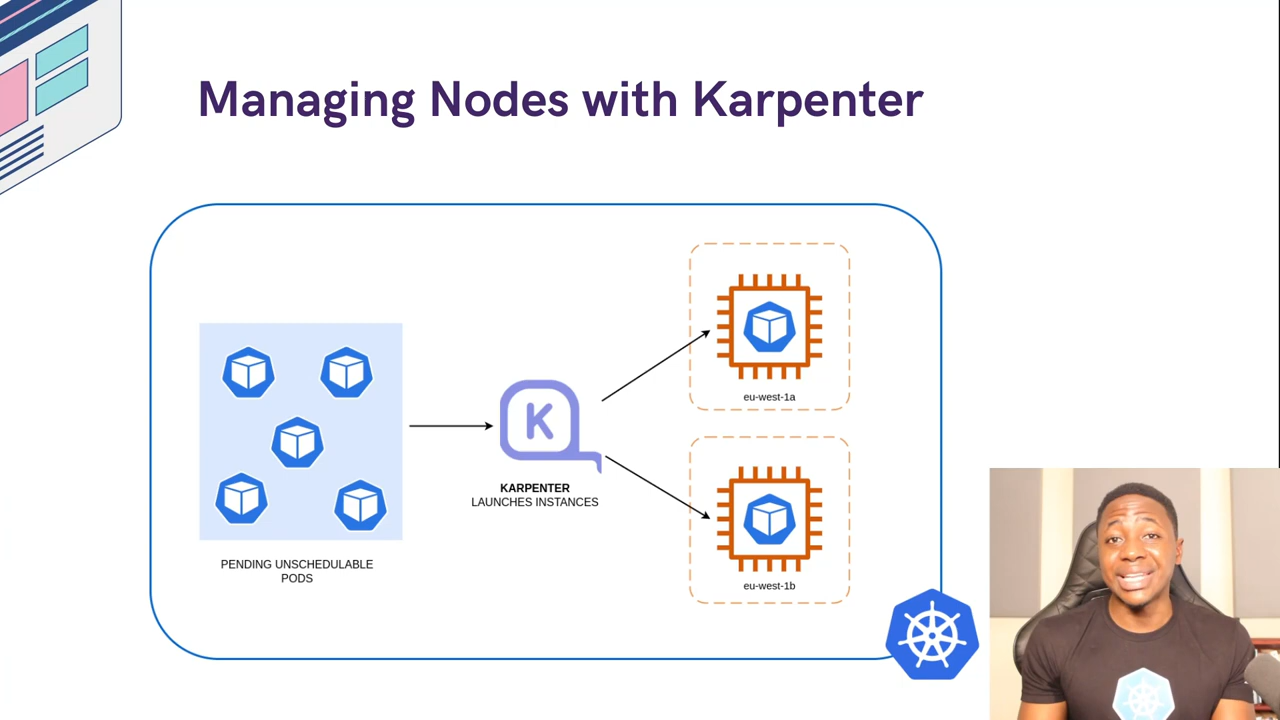 Managing Nodes with Karpenter
eu-west-1a
K
KARPENTER
LAUNCHES INSTANCES
PENDING UNSCHEDULABLE
PODS
eu-west-1b